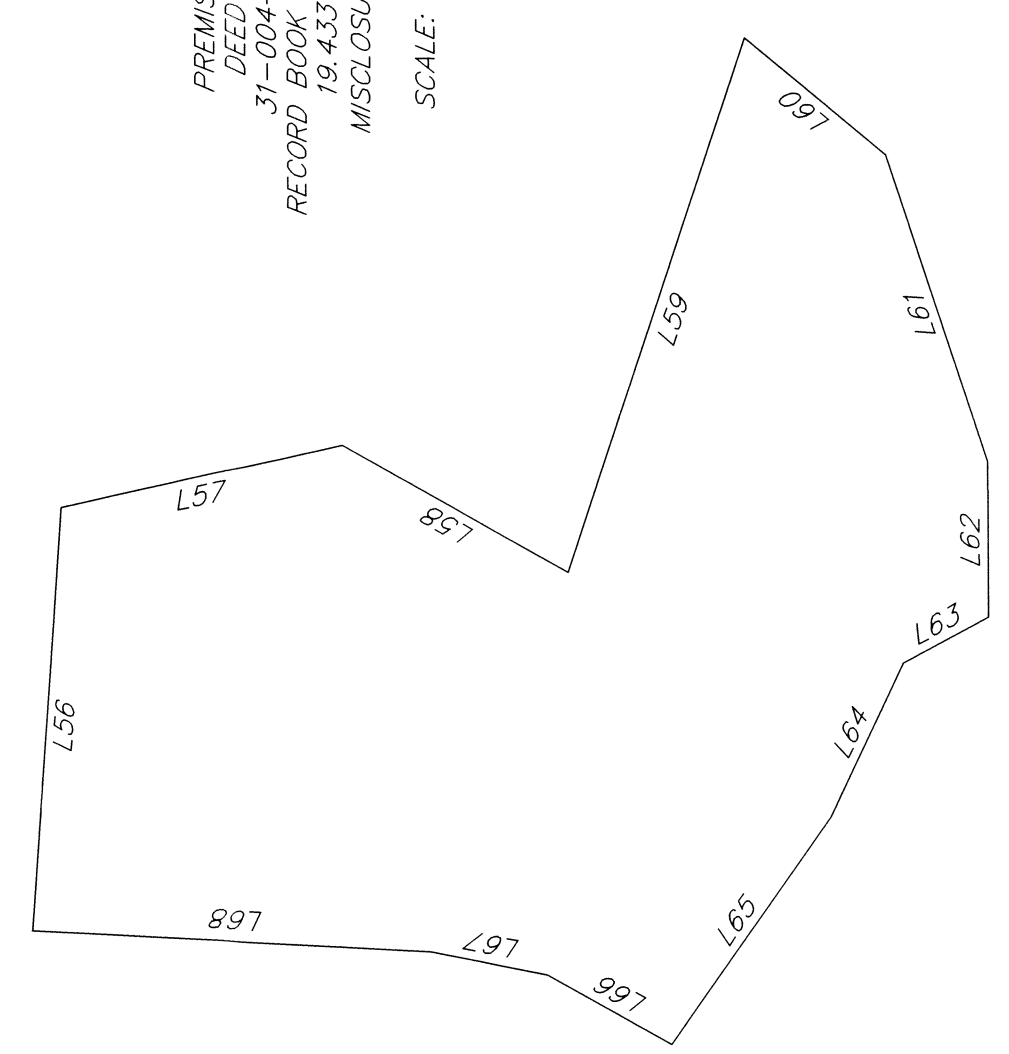 PREMIS
DEED
31-004-
RECORD BOOK
19.433
MISCLOSU
SCALE:
L56
L57
L58
L59
L60
L61
L62
L63
L64
L65
L66
L67
L68